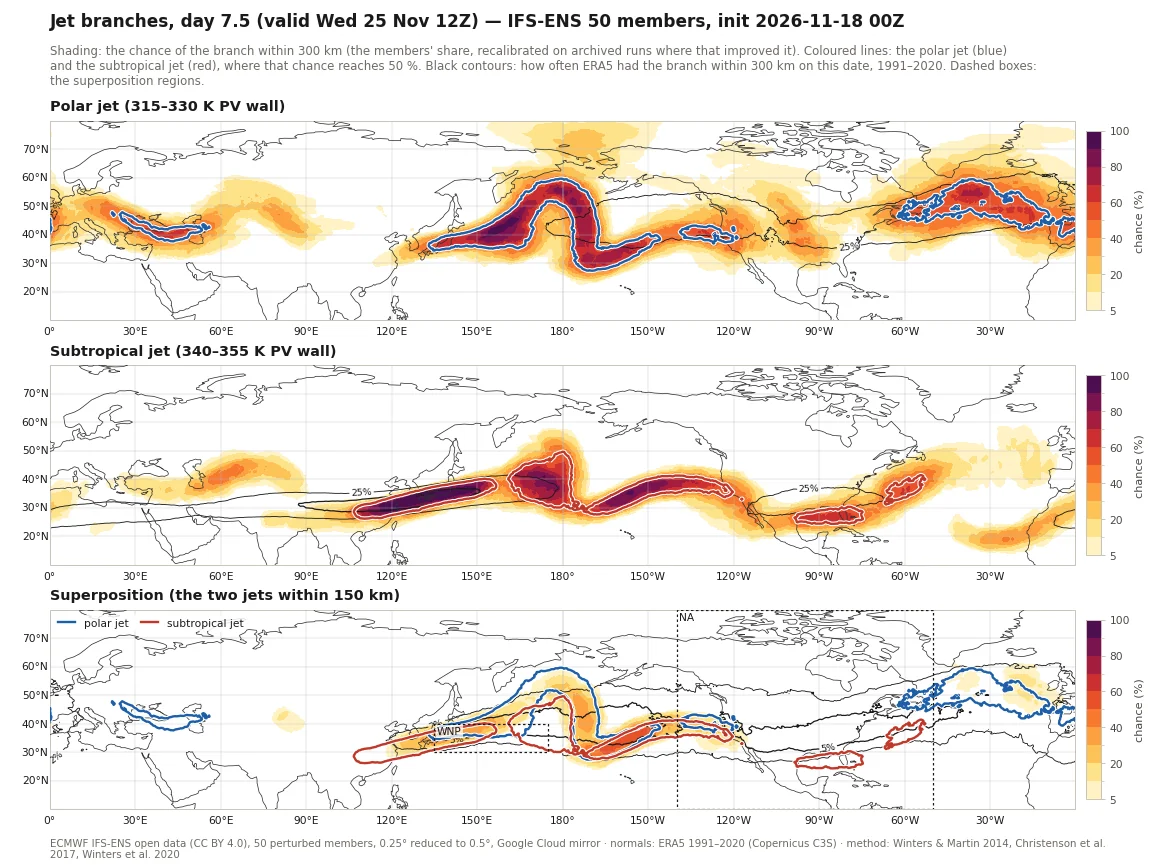 Jet branches, day 7.5 (valid Wed 25 Nov 12Z) — IFS-ENS 50 members, init 2026-11-18 00Z
Shading: the chance of the branch within 300 km (the members' share, recalibrated on archived runs where that improved it). Coloured lines: the polar jet (blue)
and the subtropical jet (red), where that chance reaches 50 %. Black contours: how often ERA5 had the branch within 300 km on this date, 1991–2020. Dashed boxes:
the superposition regions.
Polar jet (315–330 K PV wall)
70°N
60°N
50°N
40°N
30°N
20°N
25%
0° 30°E 60°E 90°E 120°E 150°E 180° 150°W 120°W 90°W 60°W 30°W
100
80
60
40
20
5
chance (%)
Subtropical jet (340–355 K PV wall)
70°N
60°N
50°N
40°N
30°N
20°N
25%
25%
0° 30°E 60°E 90°E 120°E 150°E 180° 150°W 120°W 90°W 60°W 30°W
100
80
60
40
20
5
chance (%)
Superposition (the two jets within 150 km)
polar jet subtropical jet
NA
WNP
5%
70°N
60°N
50°N
40°N
30°N
20°N
0° 30°E 60°E 90°E 120°E 150°E 180° 150°W 120°W 90°W 60°W 30°W
100
80
60
40
20
5
chance (%)
ECMWF IFS-ENS open data (CC BY 4.0), 50 perturbed members, 0.25° reduced to 0.5°, Google Cloud mirror · normals: ERA5 1991–2020 (Copernicus C3S) · method: Winters & Martin 2014, Christenson et al.
2017, Winters et al. 2020